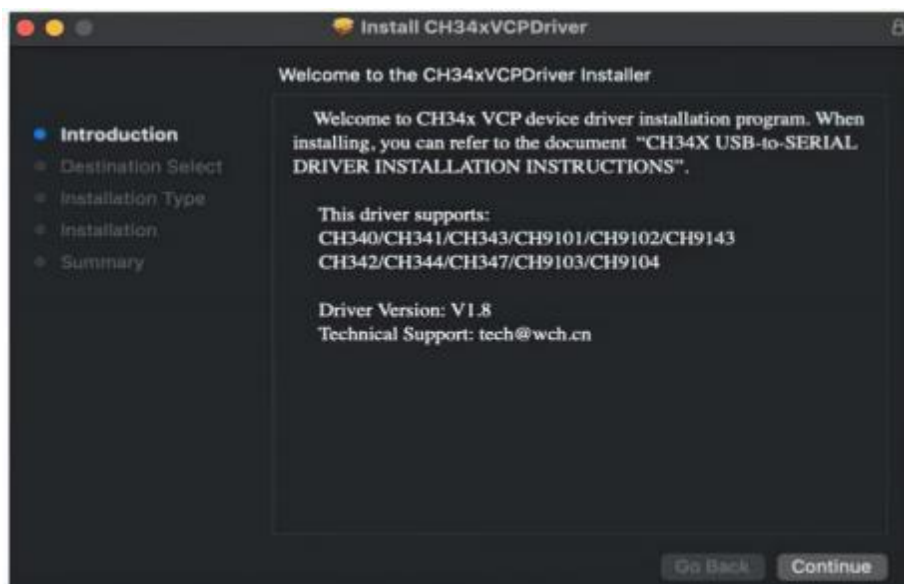 Install CH34xVCPDriver
Welcome to the CH34xVCPDriver Installer
Introduction
Destination Select
Installation Type
Installation
Summary
Welcome to CH34x VCP device driver installation program. When
installing, you can refer to the document “CH34X USB-to-SERIAL
DRIVER INSTALLATION INSTRUCTIONS”.
This driver supports:
CH340/CH341/CH343/CH9101/CH9102/CH9143
CH342/CH344/CH347/CH9103/CH9104
Driver Version: V1.8
Technical Support: tech@wch.cn
Go Back
Continue